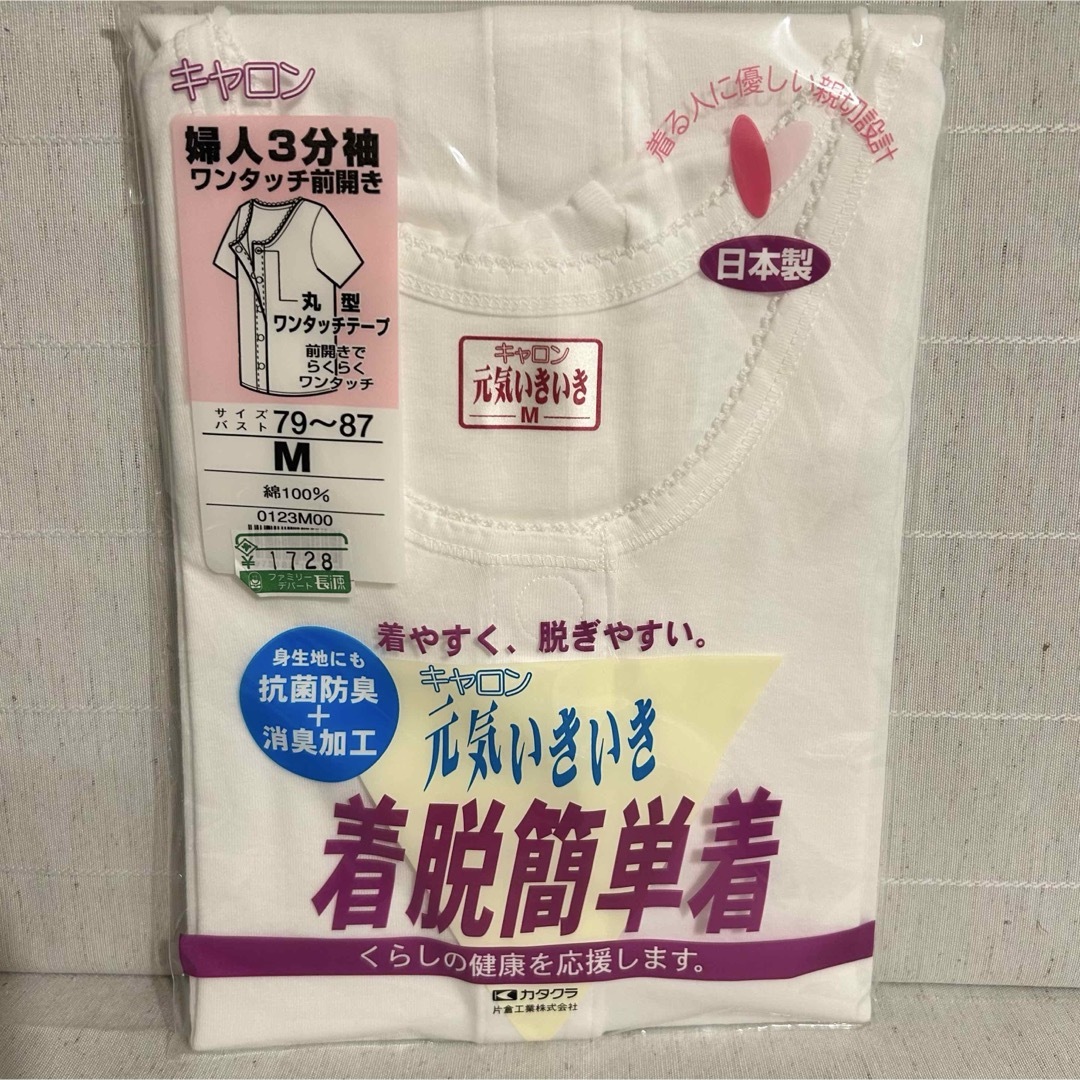 キャロン
婦人3分袖
ワンタッチ前開き
丸型
ワンタッチテープ
前開きで
らくらく
ワンタッチ
サイズ
バスト 79〜87
M
綿100%
0123M00
1728
ファミリー
デパート
着る人に優しい親切設計
日本製
キャロン
元気いきいき
M
着やすく、脱ぎやすい。
身生地にも
抗菌防臭
+
消臭加工
キャロン
元気いきいき
着脱簡単着
くらしの健康を応援します。
カタクラ
片倉工業株式会社